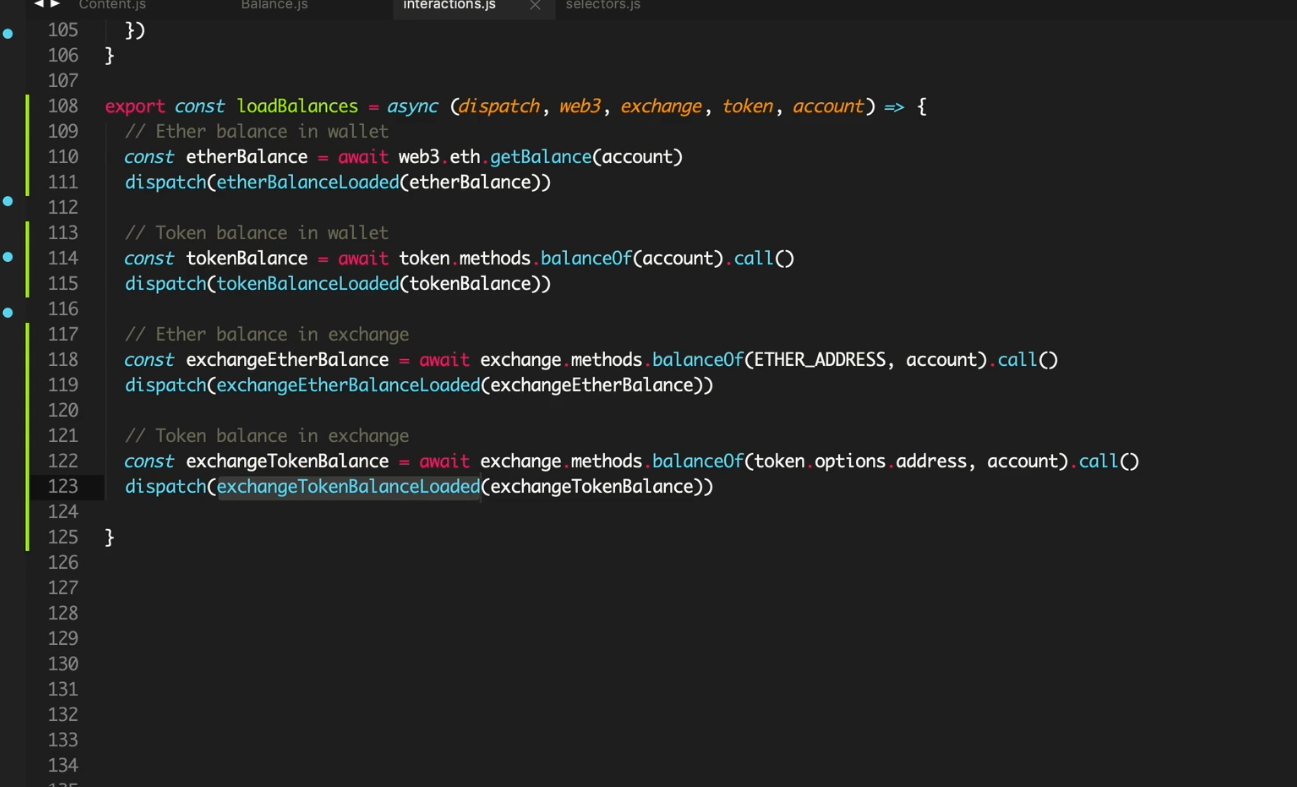 Content.js Balance.js interactions.js selectors.js
105 })
106 }
107
108 export const loadBalances = async (dispatch, web3, exchange, token, account) => {
109 // Ether balance in wallet
110 const etherBalance = await web3.eth.getBalance(account)
111 dispatch(etherBalanceLoaded(etherBalance))
112
113 // Token balance in wallet
114 const tokenBalance = await token.methods.balanceOf(account).call()
115 dispatch(tokenBalanceLoaded(tokenBalance))
116
117 // Ether balance in exchange
118 const exchangeEtherBalance = await exchange.methods.balanceOf(ETHER_ADDRESS, account).call()
119 dispatch(exchangeEtherBalanceLoaded(exchangeEtherBalance))
120
121 // Token balance in exchange
122 const exchangeTokenBalance = await exchange.methods.balanceOf(token.options.address, account).call()
123 dispatch(exchangeTokenBalanceLoaded(exchangeTokenBalance))
124
125 }
126
127
128
129
130
131
132
133
134
135